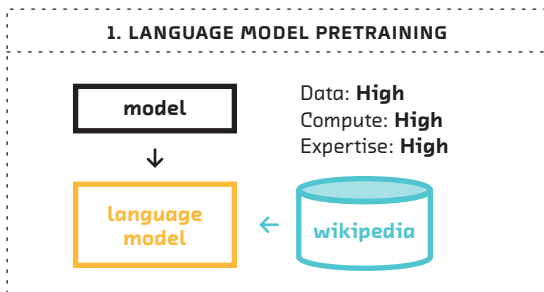 1. LANGUAGE MODEL PRETRAINING
model
Data: High
Compute: High
Expertise: High
language
model
wikipedia